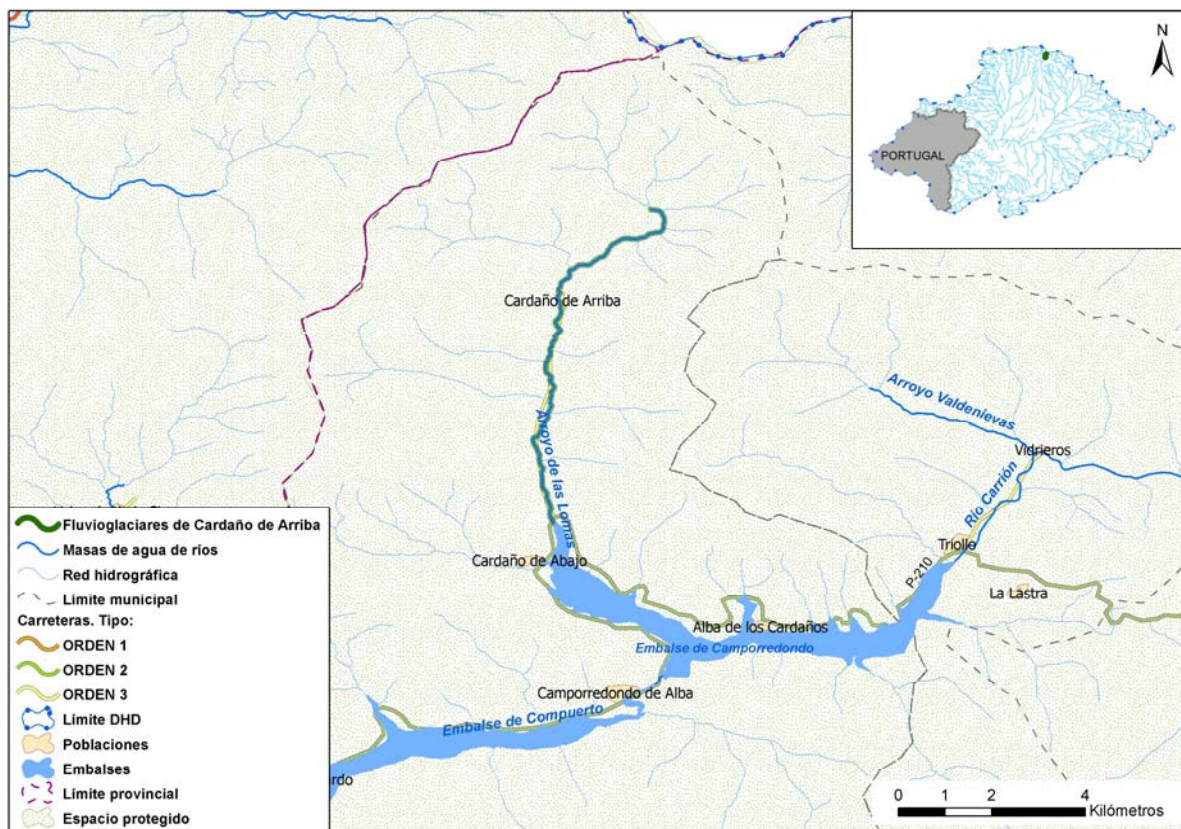 N
PORTUGAL
Cardaño de Arriba
Arroyo de las Lomas
Arroyo Valdenievas
Vidrieros
Río Carrión
Triollo
P-210
La Lastra
Cardaño de Abajo
Alba de los Cardaños
Embalse de Camporredondo
Camporredondo de Alba
Embalse de Compuerto
rdo
Fluvioglaciares de Cardaño de Arriba
Masas de agua de ríos
Red hidrográfica
Límite municipal
Carreteras. Tipo:
ORDEN 1
ORDEN 2
ORDEN 3
Límite DHD
Poblaciones
Embalses
Límite provincial
Espacio protegido
0 1 2 4
Kilómetros